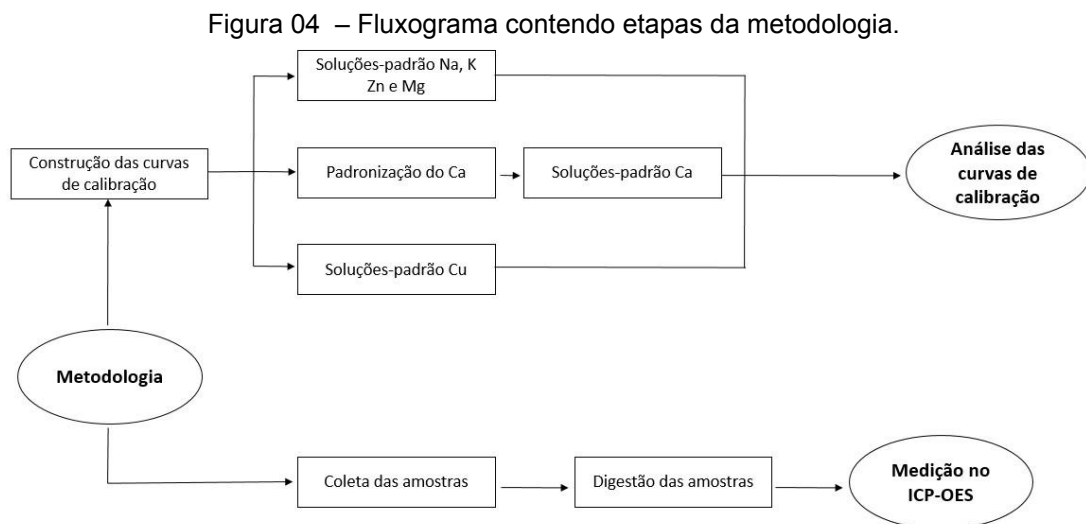 Figura 04 – Fluxograma contendo etapas da metodologia.
Soluções-padrão Na, K
Zn e Mg
Construção das curvas
de calibração
Padronização do Ca
Soluções-padrão Ca
Análise das
curvas de
calibração
Soluções-padrão Cu
Metodologia
Coleta das amostras
Digestão das amostras
Medição no
ICP-OES